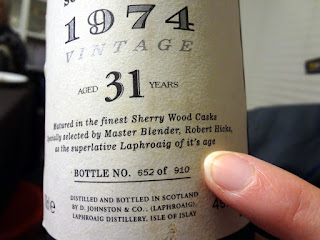 1974
VINTAGE
AGED 31 YEARS
Matured in the finest Sherry Wood Casks
selected by Master Blender, Robert Hicks,
as the superlative Laphroaig of it's age
BOTTLE NO. 652 of 910
DISTILLED AND BOTTLED IN SCOTLAND
BY D. JOHNSTON & CO., (LAPHROAIG),
LAPHROAIG DISTILLERY, ISLE OF ISLAY